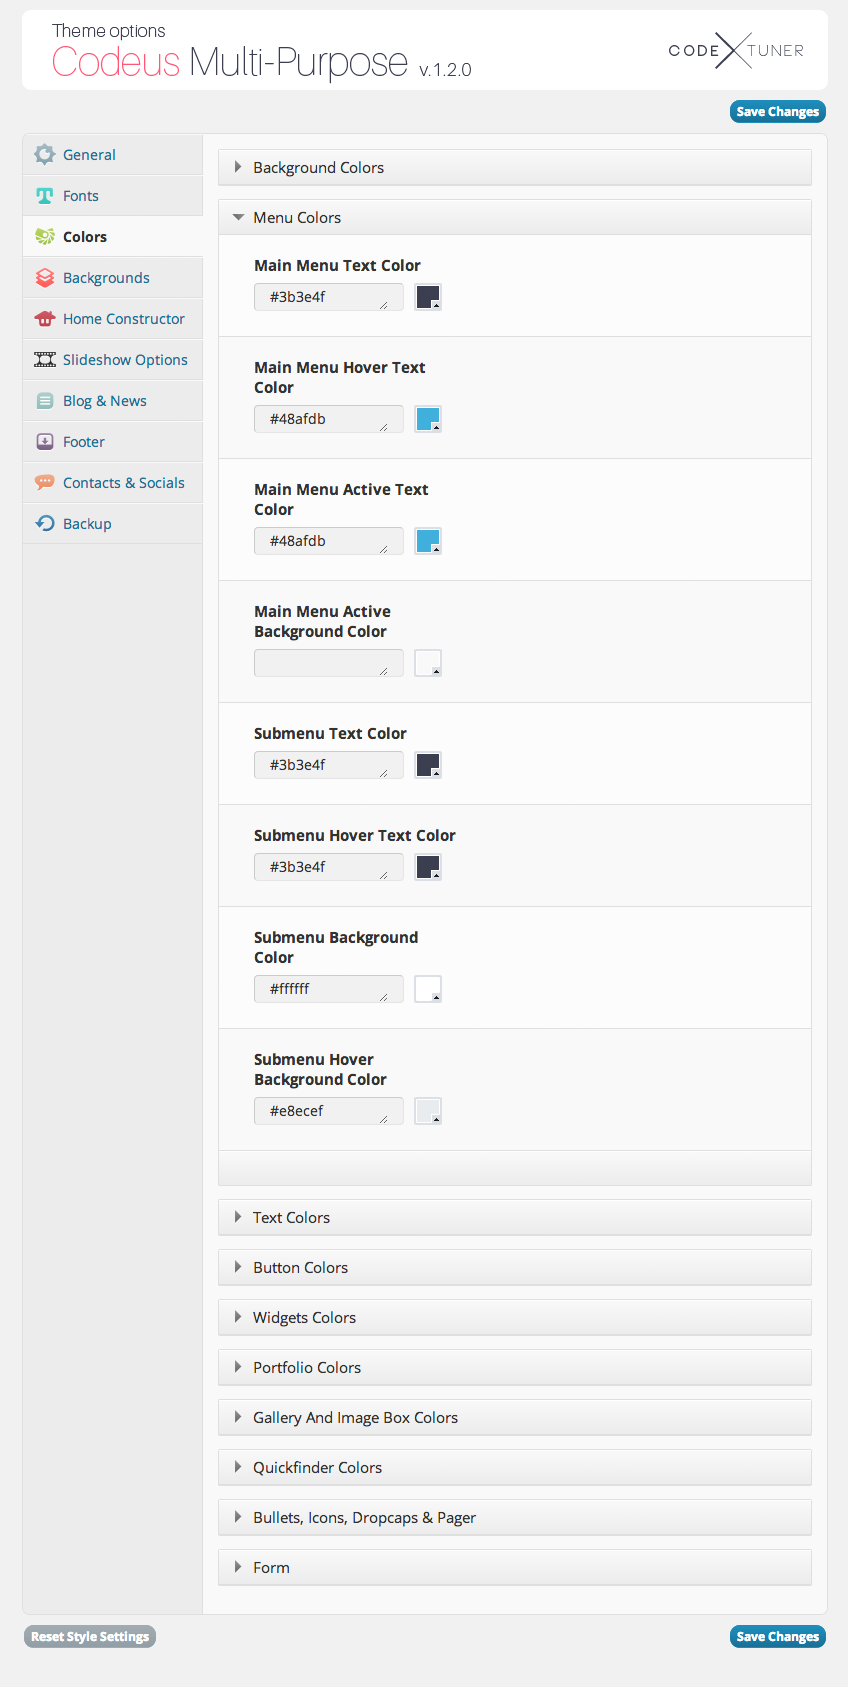 Theme options
Codeus Multi-Purpose v.1.2.0
CODE X TUNER
Save Changes
General
Fonts
Colors
Backgrounds
Home Constructor
Slideshow Options
Blog & News
Footer
Contacts & Socials
Backup
Background Colors
Menu Colors
Main Menu Text Color
#3b3e4f
Main Menu Hover Text
Color
#48afdb
Main Menu Active Text
Color
#48afdb
Main Menu Active
Background Color
Submenu Text Color
#3b3e4f
Submenu Hover Text Color
#3b3e4f
Submenu Background
Color
#ffffff
Submenu Hover
Background Color
#e8ecef
Text Colors
Button Colors
Widgets Colors
Portfolio Colors
Gallery And Image Box Colors
Quickfinder Colors
Bullets, Icons, Dropcaps & Pager
Form
Reset Style Settings
Save Changes